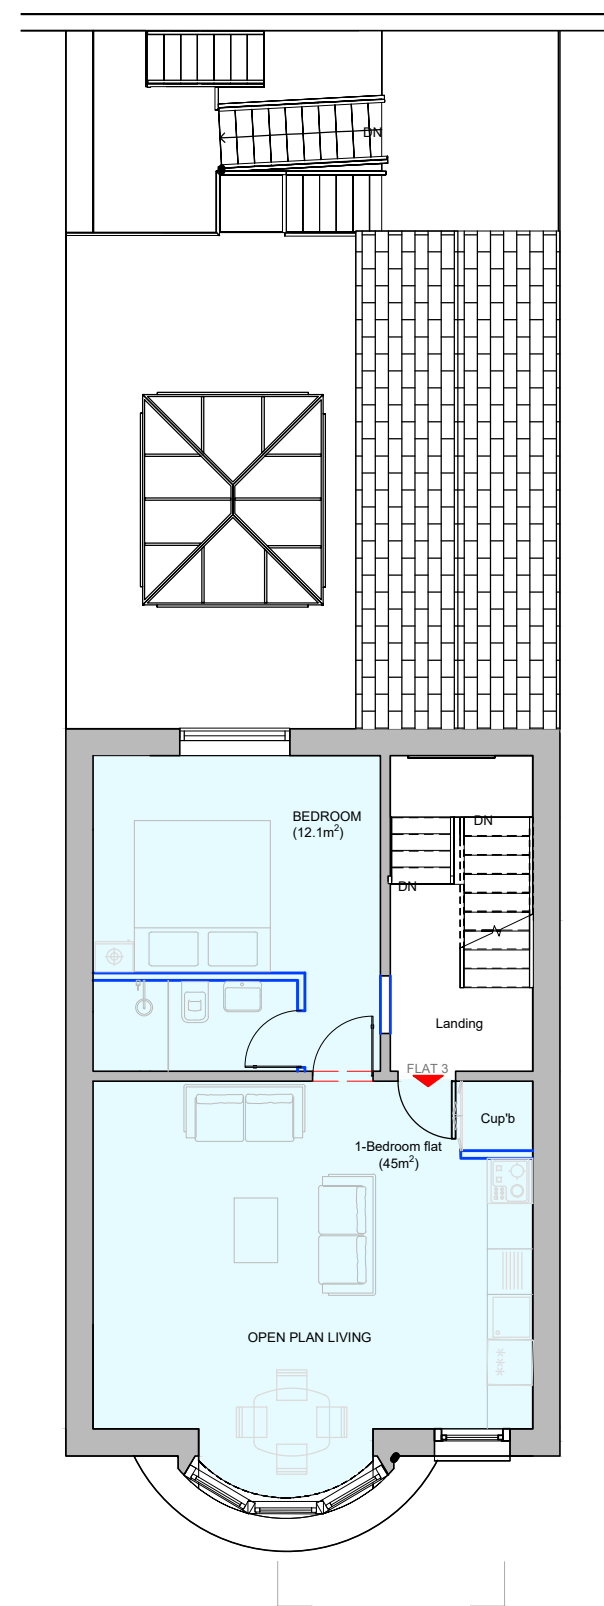 DN
BEDROOM
(12.1m²)
DN
DN
Landing
FLAT 3
Cup'b
1-Bedroom flat
(45m²)
OPEN PLAN LIVING